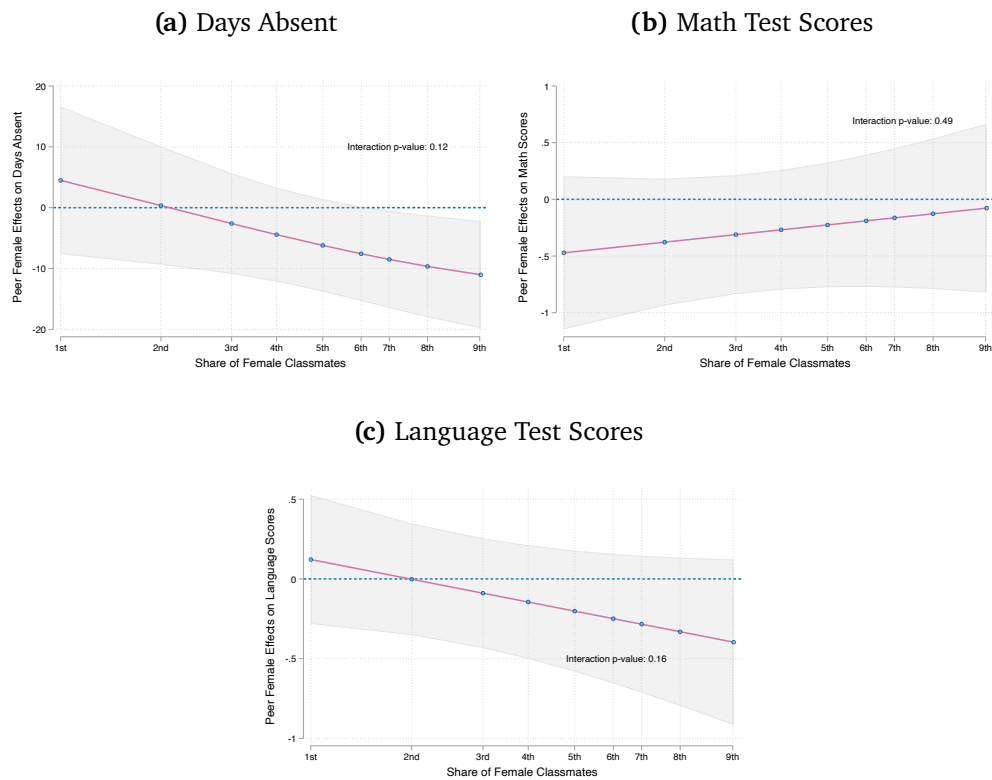 (a) Days Absent
Peer Female Effects on Days Absent
20
10
0
-10
-20
Interaction p-value: 0.12
1st 2nd 3rd 4th 5th 6th 7th 8th 9th
Share of Female Classmates
(b) Math Test Scores
Peer Female Effects on Math Scores
1
.5
0
-.5
-1
Interaction p-value: 0.49
1st 2nd 3rd 4th 5th 6th 7th 8th 9th
Share of Female Classmates
(c) Language Test Scores
Peer Female Effects on Language Scores
.5
0
-.5
-1
Interaction p-value: 0.16
1st 2nd 3rd 4th 5th 6th 7th 8th 9th
Share of Female Classmates